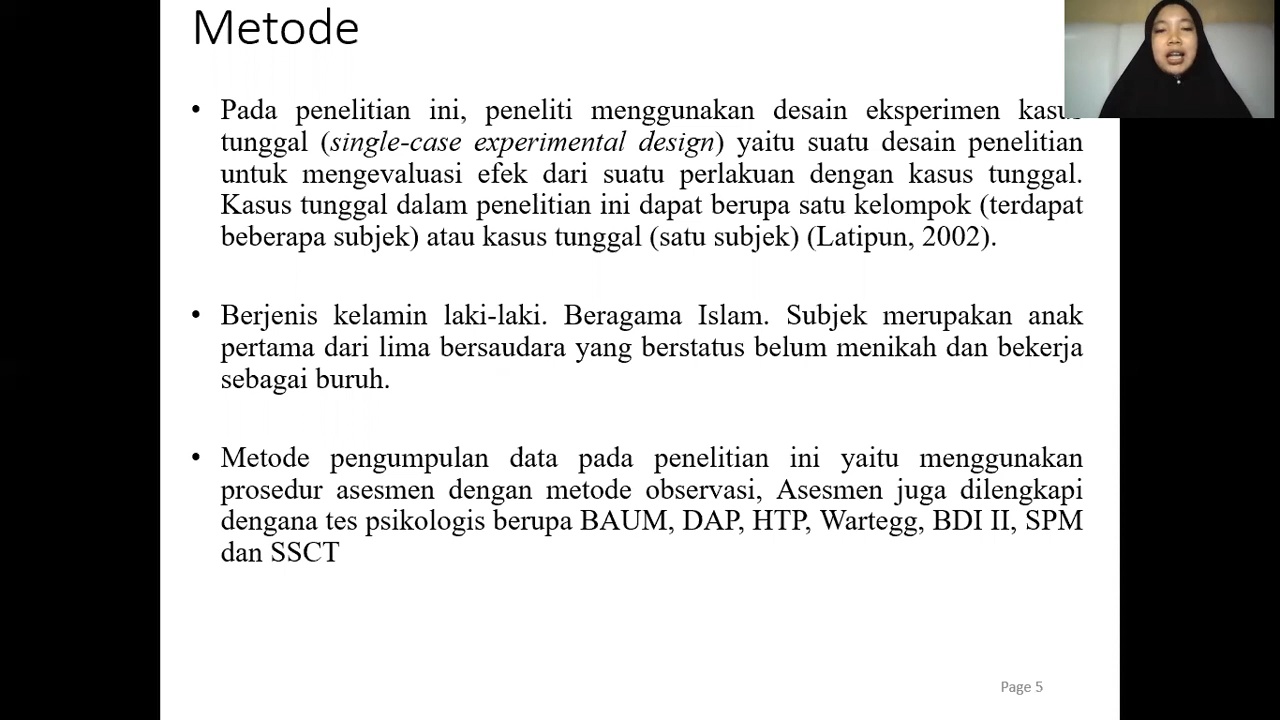 Metode
• Pada penelitian ini, peneliti menggunakan desain eksperimen kasus
tunggal (single-case experimental design) yaitu suatu desain penelitian
untuk mengevaluasi efek dari suatu perlakuan dengan kasus tunggal.
Kasus tunggal dalam penelitian ini dapat berupa satu kelompok (terdapat
beberapa subjek) atau kasus tunggal (satu subjek) (Latipun, 2002).
• Berjenis kelamin laki-laki. Beragama Islam. Subjek merupakan anak
pertama dari lima bersaudara yang berstatus belum menikah dan bekerja
sebagai buruh.
• Metode pengumpulan data pada penelitian ini yaitu menggunakan
prosedur asesmen dengan metode observasi, Asesmen juga dilengkapi
dengana tes psikologis berupa BAUM, DAP, HTP, Wartegg, BDI II, SPM
dan SSCT
Page 5